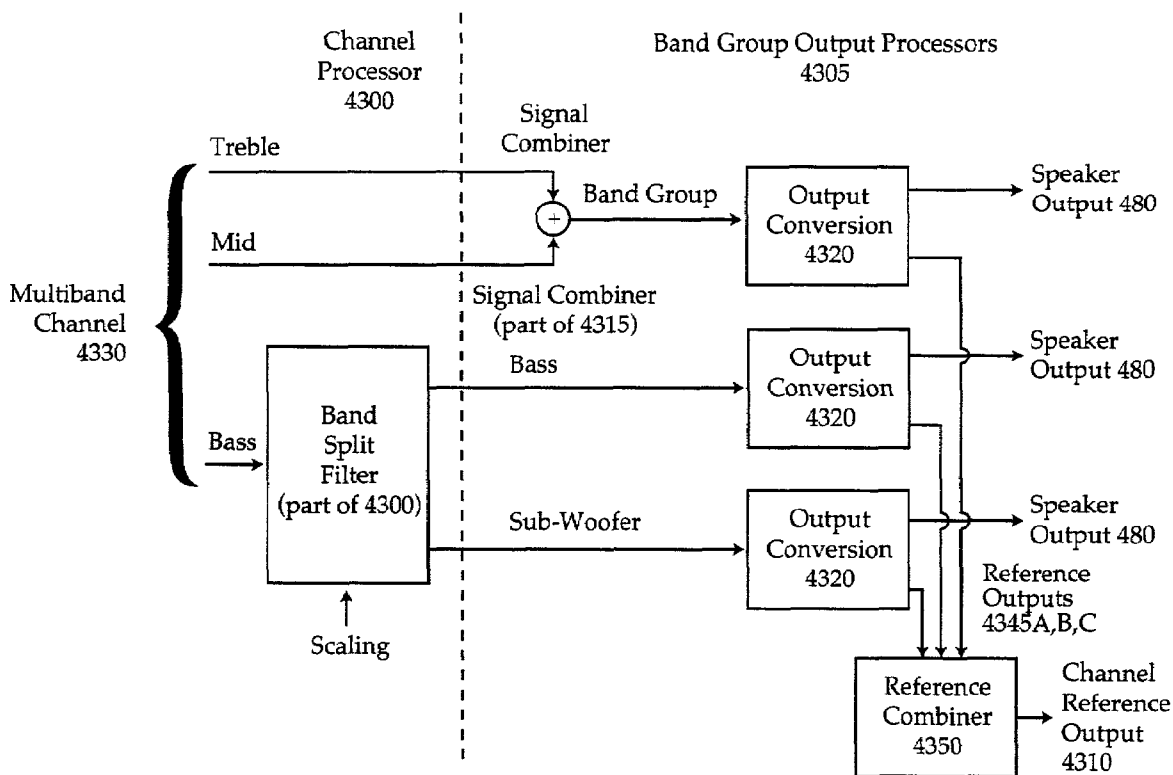 Channel
Processor
4300
Band Group Output Processors
4305
Signal
Combiner
Treble
Mid
Multiband
Channel
4330
Bass
+
Band Group
Signal Combiner
(part of 4315)
Output
Conversion
4320
Speaker
Output 480
Band
Split
Filter
(part of 4300)
Scaling
Bass
Output
Conversion
4320
Speaker
Output 480
Sub-Woofer
Output
Conversion
4320
Speaker
Output 480
Reference
Outputs
4345A,B,C
Reference
Combiner
4350
Channel
Reference
Output
4310